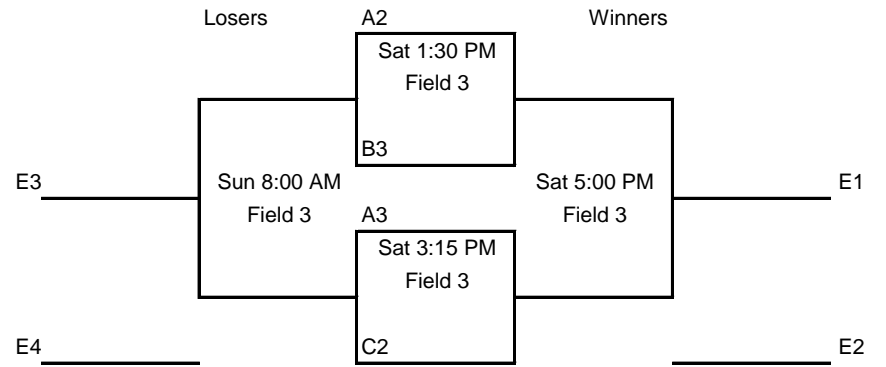 Losers A2 Winners
Sat 1:30 PM
Field 3
B3
E3 Sun 8:00 AM Sat 5:00 PM E1
Field 3 A3 Field 3
Sat 3:15 PM
Field 3
E4 C2 E2